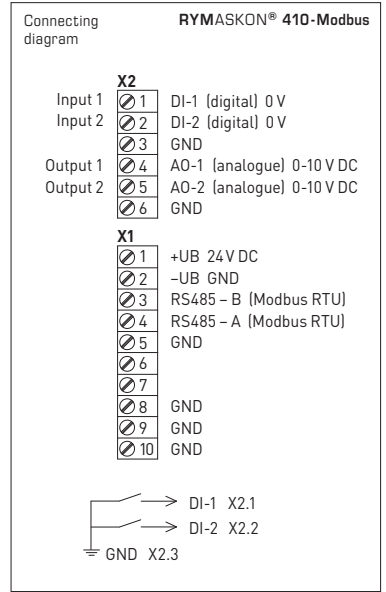 Connecting diagram
RYMASKON® 410-Modbus
X2
Input 1 1 DI-1 (digital) 0 V
Input 2 2 DI-2 (digital) 0 V
3 GND
Output 1 4 AO-1 (analogue) 0-10 V DC
Output 2 5 AO-2 (analogue) 0-10 V DC
6 GND
X1
1 +UB 24V DC
2 –UB GND
3 RS485 – B (Modbus RTU)
4 RS485 – A (Modbus RTU)
5 GND
6
7
8 GND
9 GND
10 GND
DI-1 X2.1
DI-2 X2.2
GND X2.3